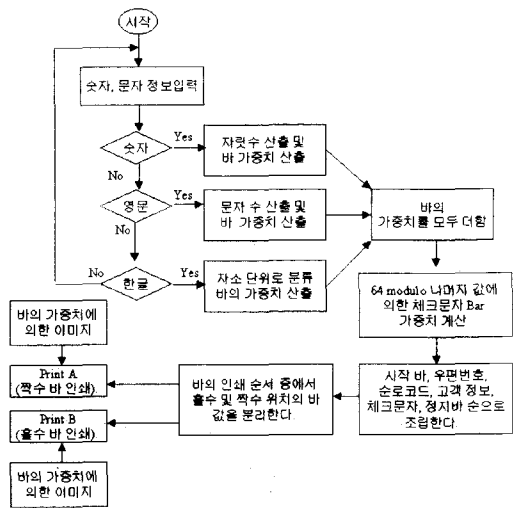 시작
숫자, 문자 정보입력
숫자
Yes
자릿수 산출 및
바 가중치 산출
No
영문
Yes
문자 수 산출 및
바 가중치 산출
No
바의
가중치를 모두 더함
No
한글
Yes
자소 단위로 분류
바의 가중치 산출
64 modulo 나머지 값에
의한 체크문자 Bar
가중치 계산
바의 가중치에
의한 이미지
Print A
(짝수 바 인쇄).
바의 인쇄 순서 중에서
홀수 및 짝수 위치의 바
값을 분리한다.
시작 바, 우편번호,
순로코드, 고객 정보,
체크문자, 정지바 순으로
조립한다.
Print B
(홀수 바 인쇄)
바의 가중치에
의한 이미지